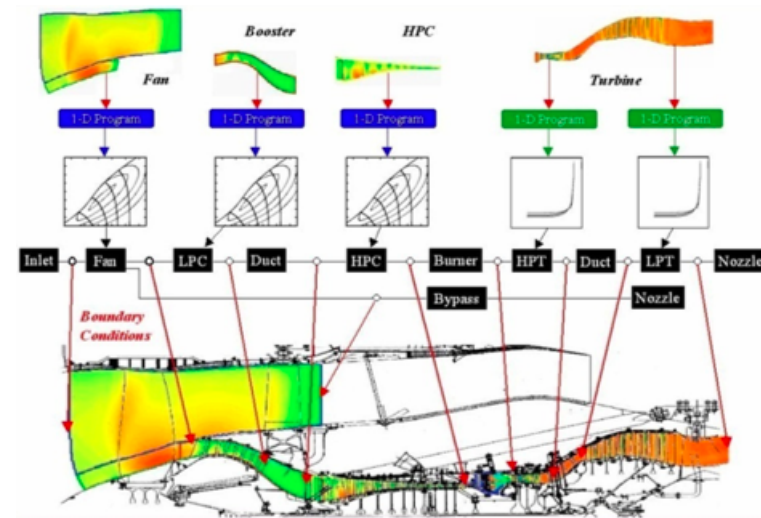 Booster
HPC
Fan
Turbine
1-D Program
1-D Program
1-D Program
1-D Program
1-D Program
Inlet
Fan
LPC
Duct
HPC
Burner
HPT
Duct
LPT
Nozzle
Bypass
Nozzle
Boundary
Conditions